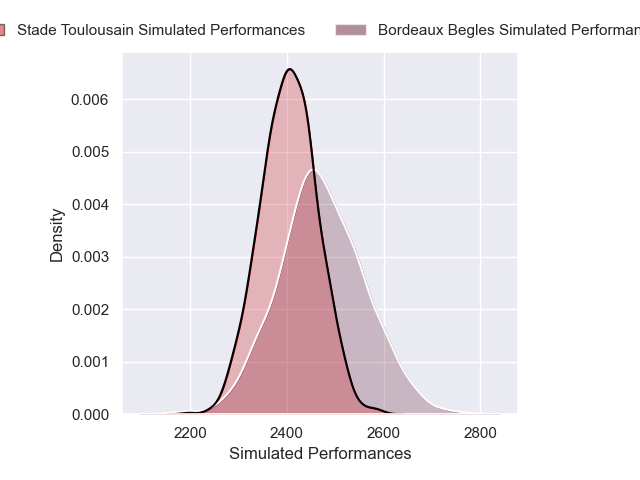 Stade Toulousain Simulated Performances
Bordeaux Begles Simulated
0.006
0.005
0.004
0.003
0.002
0.001
0.000
Density
2200 2400 2600 2800
Simulated Performances